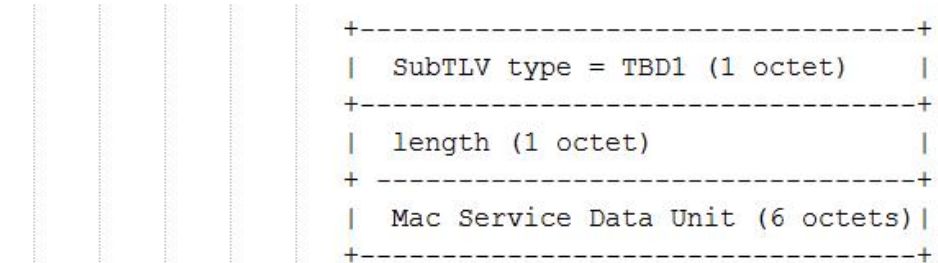 +----------------------------------+
| SubTLV type = TBD1 (1 octet) |
+----------------------------------+
| length (1 octet) |
+ ---------------------------------+
| Mac Service Data Unit (6 octets)|
+----------------------------------+